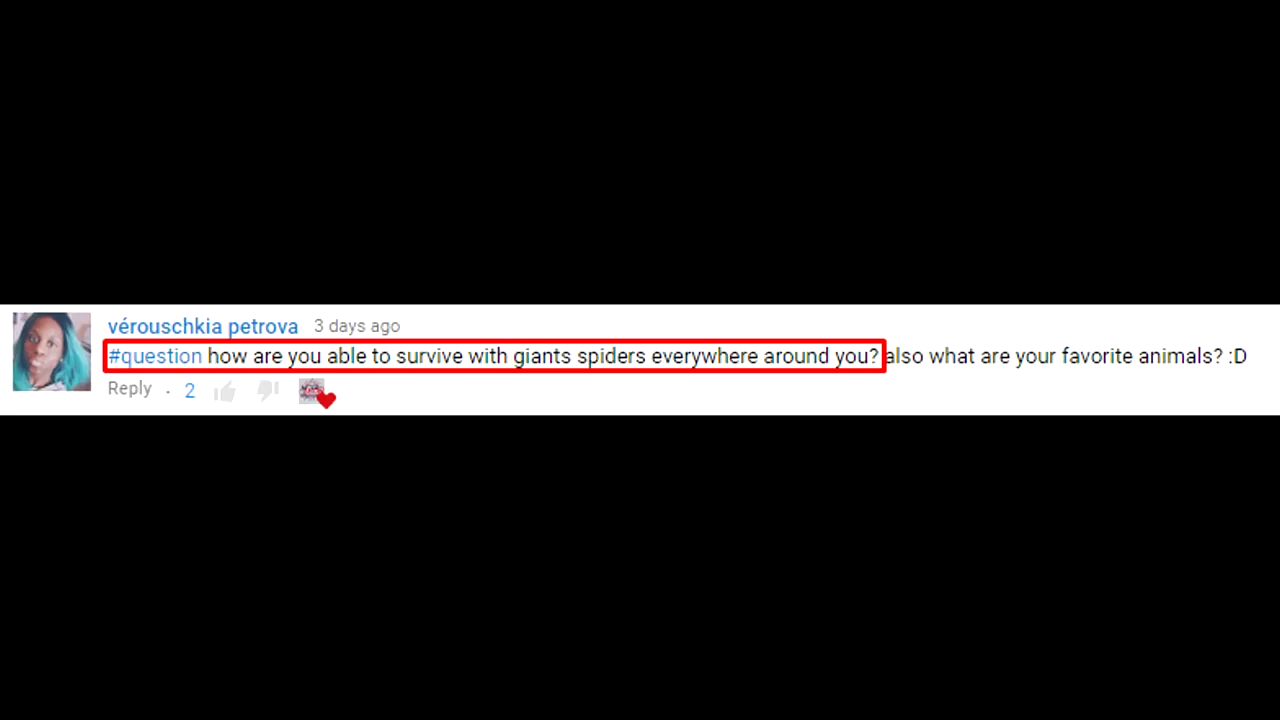 vérouschkia petrova 3 days ago
#question how are you able to survive with giants spiders everywhere around you? also what are your favorite animals? :D
Reply . 2